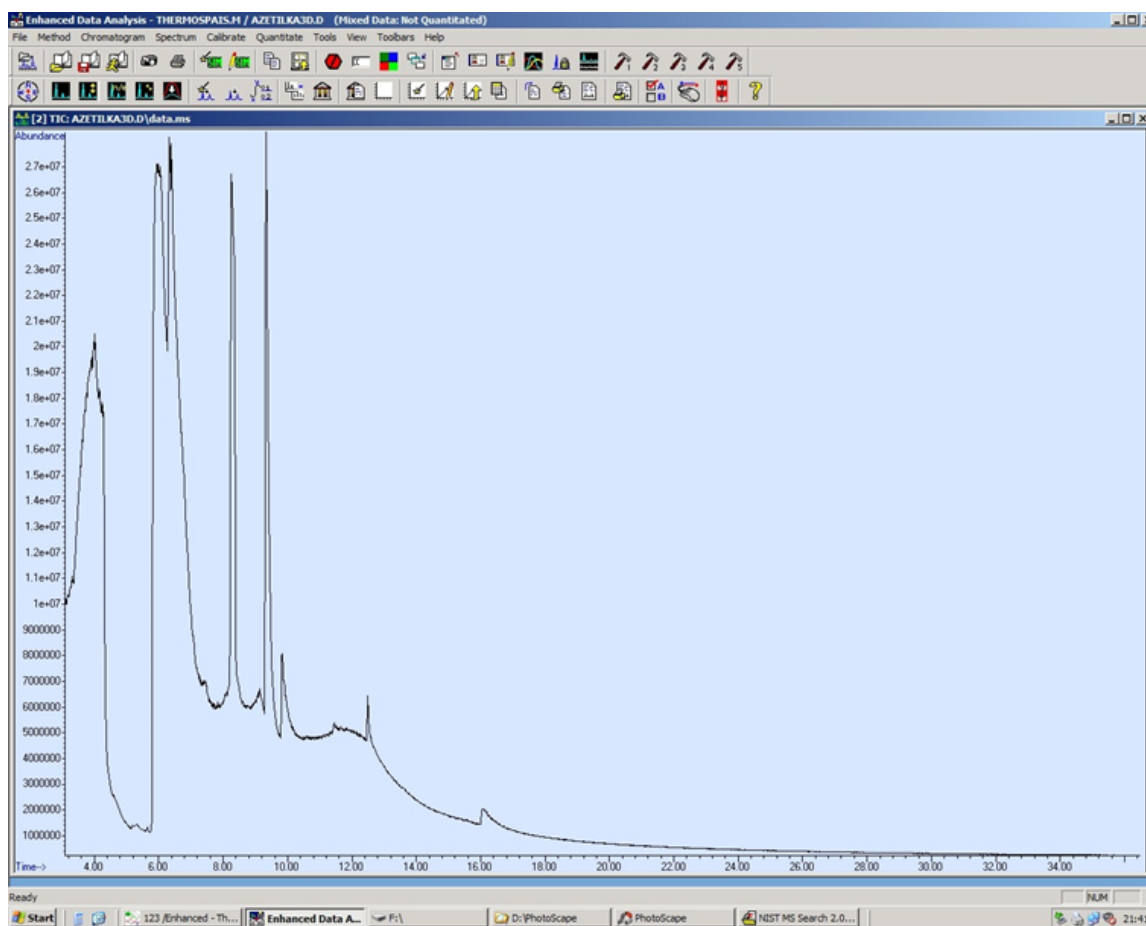 Enhanced Data Analysis - THERMOSPAIS.M / AZETILKA3D.D (Mixed Data: Not Quantitated)
File Method Chromatogram Spectrum Calibrate Quantitate Tools View Toolbars Help
[2] TIC: AZETILKA3D.D\data.ms
Abundance
2.7e+07
2.6e+07
2.5e+07
2.4e+07
2.3e+07
2.2e+07
2.1e+07
2e+07
1.9e+07
1.8e+07
1.7e+07
1.6e+07
1.5e+07
1.4e+07
1.3e+07
1.2e+07
1.1e+07
1e+07
9000000
8000000
7000000
6000000
5000000
4000000
3000000
2000000
1000000
Time--> 4.00 6.00 8.00 10.00 12.00 14.00 16.00 18.00 20.00 22.00 24.00 26.00 28.00 30.00 32.00 34.00
Ready NUM
Start 123 /Enhanced - Th... Enhanced Data A... F:\ D:\PhotoScape PhotoScape NIST MS Search 2.0...